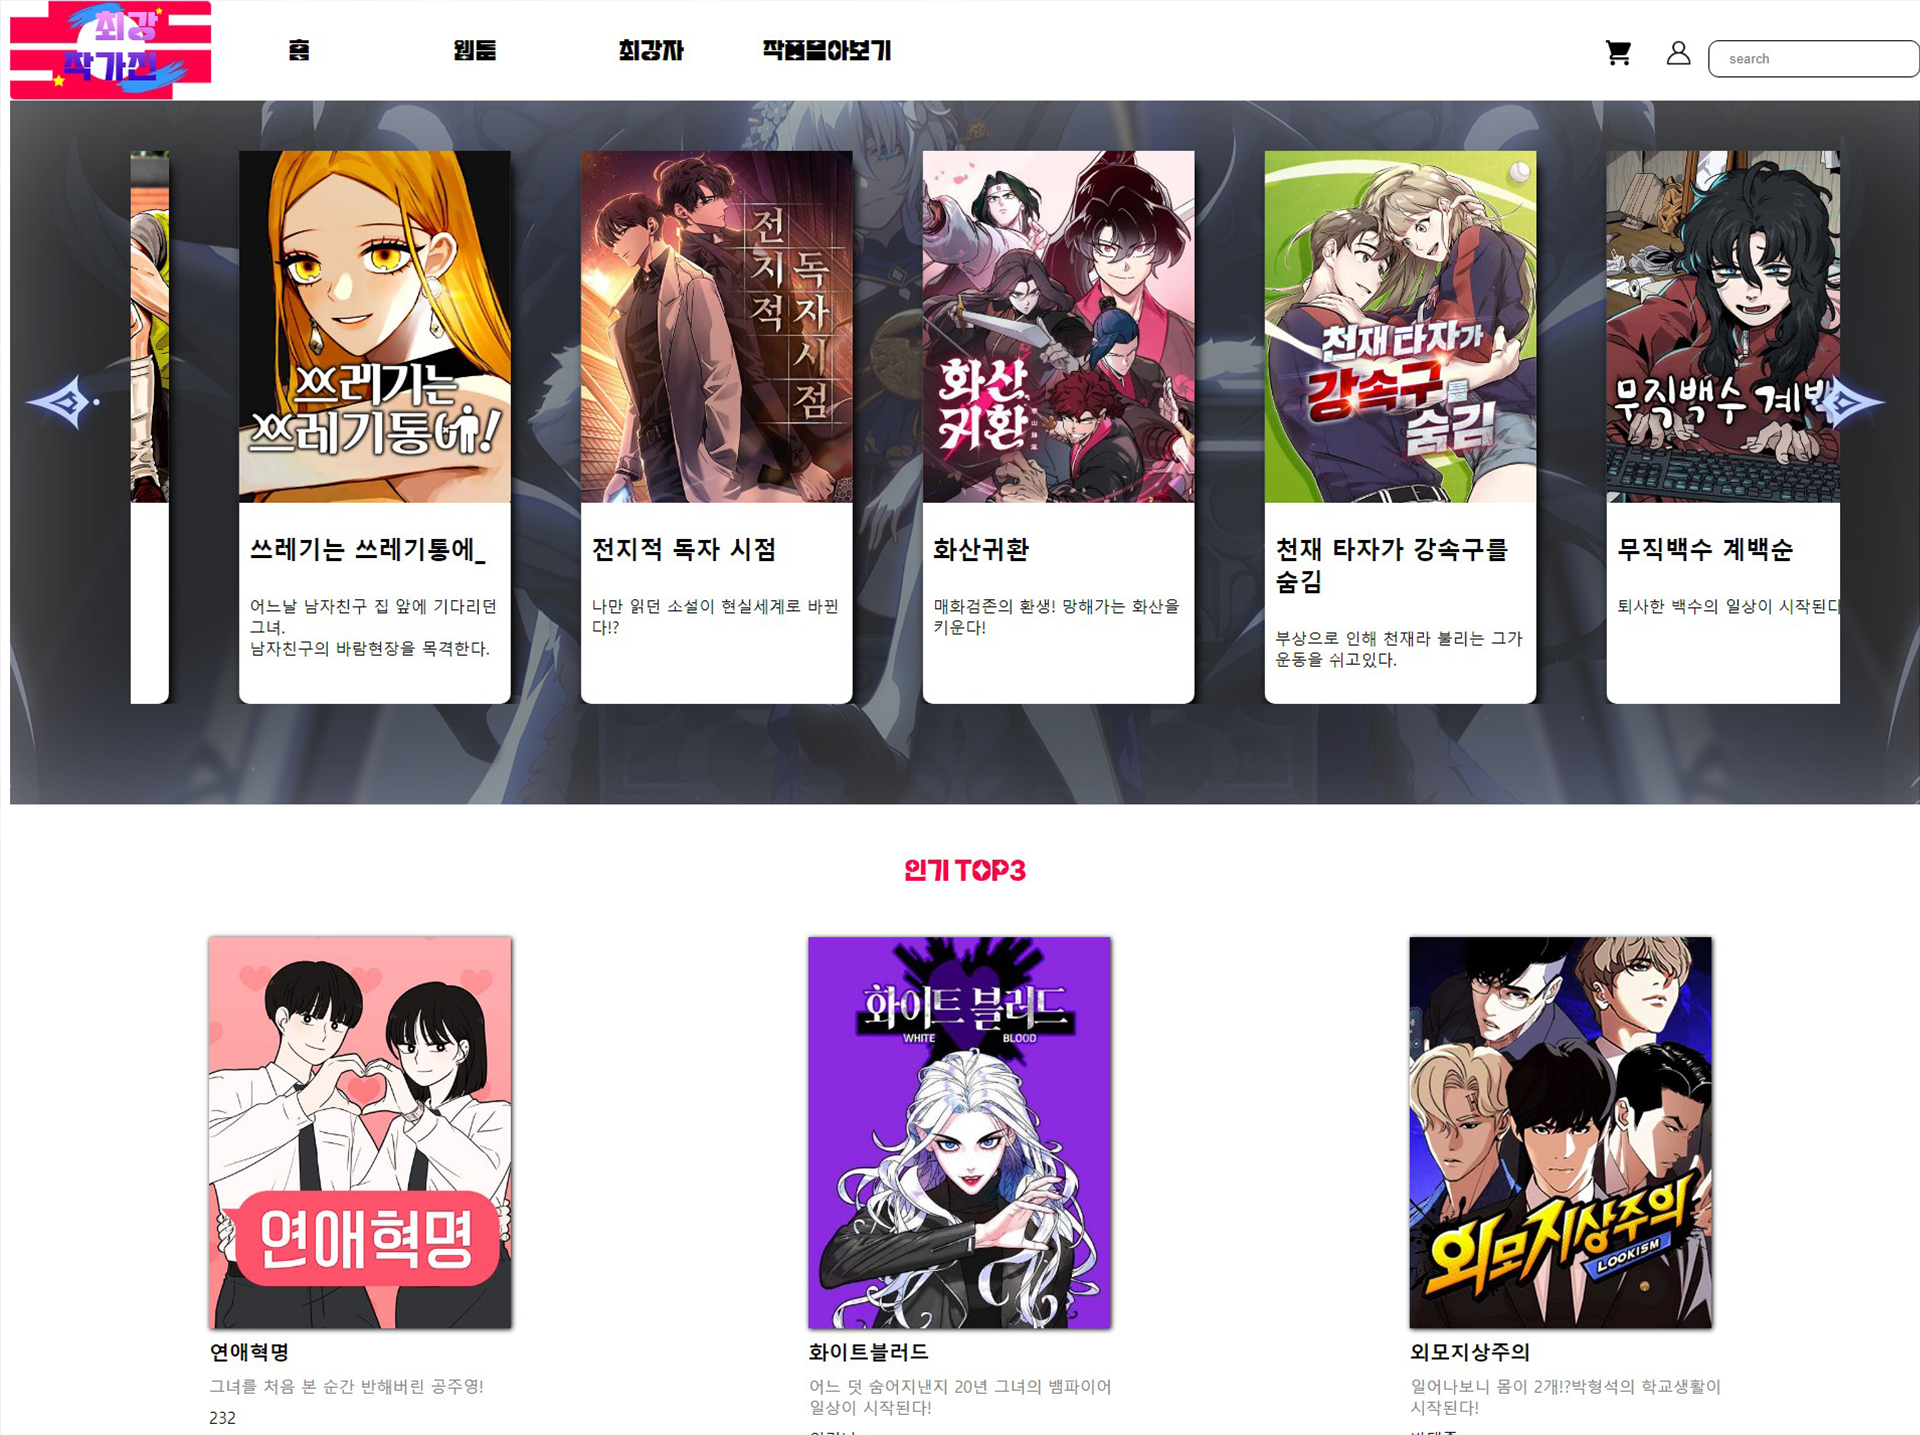 최강
작가전
홈
웹툰
최강자
작품몰아보기
search
쓰레기는
쓰레기통에!
전지적
독자시점
화산
귀환
천재 타자가
강속구를
숨김
무직백수 계백
쓰레기는 쓰레기통에_
어느날 남자친구 집 앞에 기다리던
그녀.
남자친구의 바람현장을 목격한다.
전지적 독자 시점
나만 읽던 소설이 현실세계로 바뀐
다!?
화산귀환
매화검존의 환생! 망해가는 화산을
키운다!
천재 타자가 강속구를
숨김
부상으로 인해 천재라 불리는 그가
운동을 쉬고있다.
무직백수 계백순
퇴사한 백수의 일상이 시작된다
인기 TOP3
연애혁명
화이트 블러드
WHITE BLOOD
외모지상주의
LOOKISM
연애혁명
그녀를 처음 본 순간 반해버린 공주영!
232
화이트블러드
어느 덧 숨어지낸지 20년 그녀의 뱀파이어
일상이 시작된다!
외모지상주의
일어나보니 몸이 2개!?박형석의 학교생활이
시작된다!